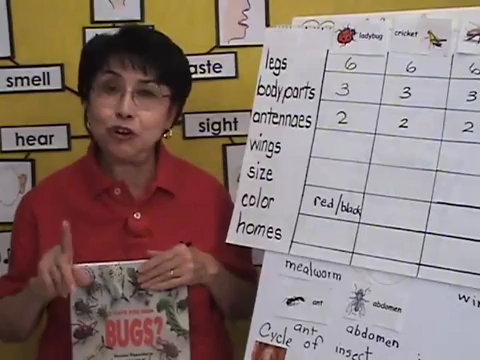 smell
taste
hear
sight
ladybug cricket
legs 6 6 6
body parts 3 3 3
antennaes 2 2 2
wings
size
color red/black
homes
BUGS?
mealworm
ant
abdomen
ant
abdomen
Cycle of
insect